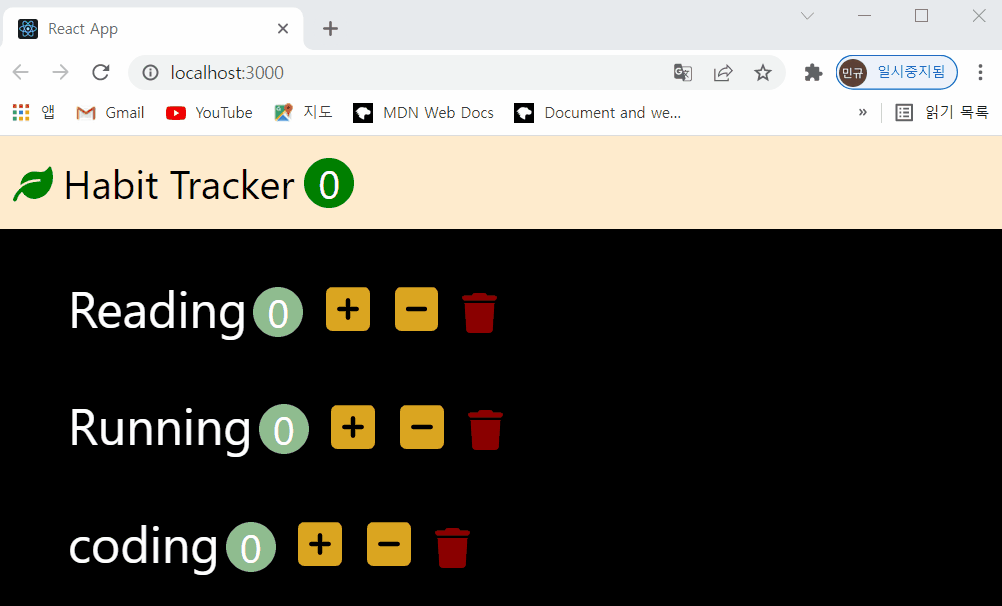 React App
localhost:3000
민규 일시중지됨
앱 Gmail YouTube 지도 MDN Web Docs Document and we... » 읽기 목록
Habit Tracker 0
Reading 0
Running 0
coding 0